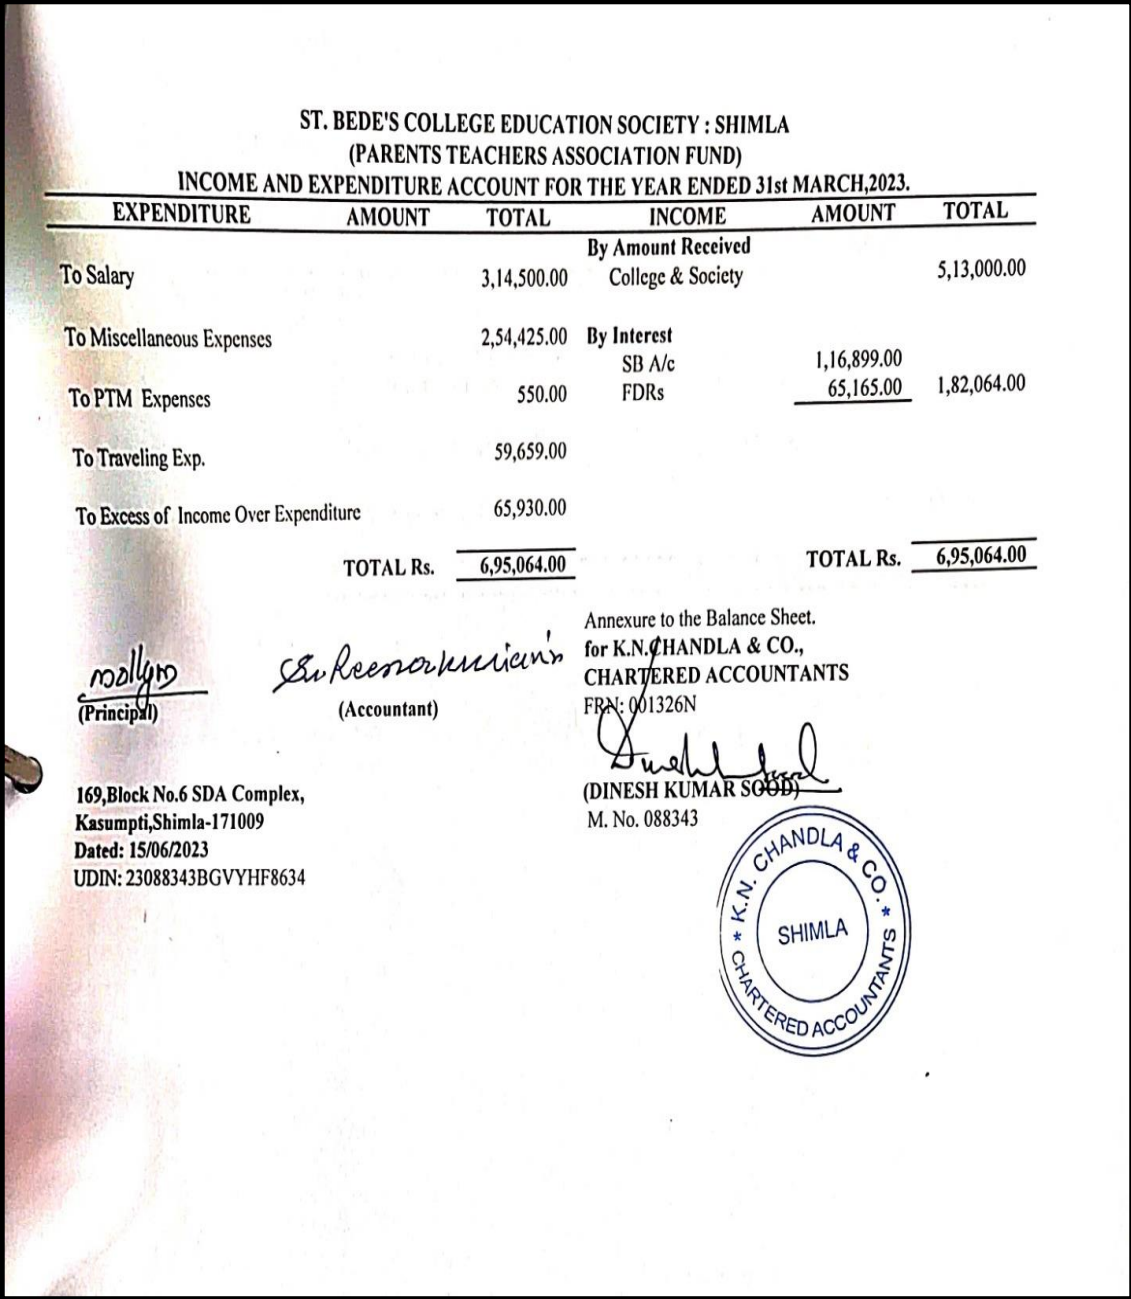 ST. BEDE'S COLLEGE EDUCATION SOCIETY : SHIMLA
(PARENTS TEACHERS ASSOCIATION FUND)
INCOME AND EXPENDITURE ACCOUNT FOR THE YEAR ENDED 31st MARCH,2023.
EXPENDITURE AMOUNT TOTAL INCOME AMOUNT TOTAL
By Amount Received
To Salary 3,14,500.00 College & Society 5,13,000.00
To Miscellaneous Expenses 2,54,425.00 By Interest
SB A/c 1,16,899.00
To PTM Expenses 550.00 FDRs 65,165.00 1,82,064.00
To Traveling Exp. 59,659.00
To Excess of Income Over Expenditure 65,930.00
TOTAL Rs. 6,95,064.00 TOTAL Rs. 6,95,064.00
Annexure to the Balance Sheet.
for K.N.CHANDLA & CO.,
CHARTERED ACCOUNTANTS
FRN: 001326N
(Principal) (Accountant)
(DINESH KUMAR SOOD)
M. No. 088343
169,Block No.6 SDA Complex,
Kasumpti,Shimla-171009
Dated: 15/06/2023
UDIN: 23088343BGVYHF8634
* K.N. CHANDLA & CO. *
SHIMLA
CHARTERED ACCOUNTANTS